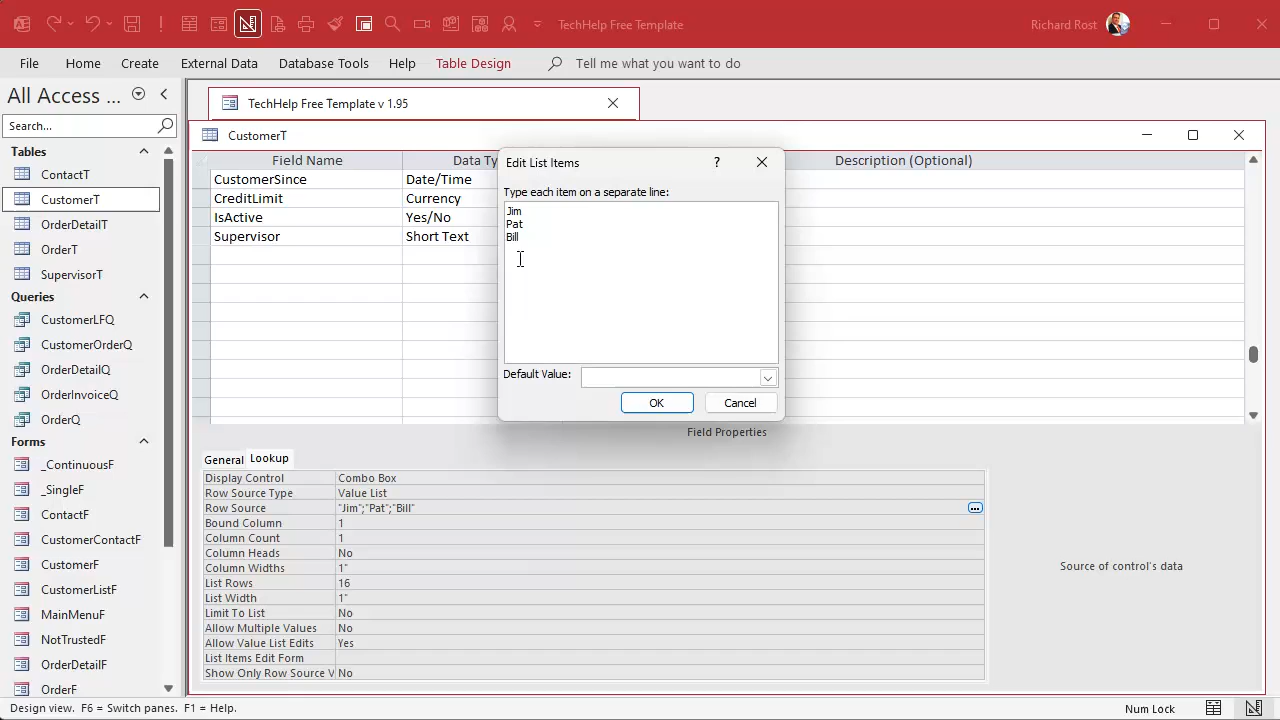 TechHelp Free Template
Richard Rost
File Home Create External Data Database Tools Help Table Design Tell me what you want to do
All Access ...
Search...
Tables
ContactT
CustomerT
OrderDetailT
OrderT
SupervisorT
Queries
CustomerLFQ
CustomerOrderQ
OrderDetailQ
OrderInvoiceQ
OrderQ
Forms
_ContinuousF
_SingleF
ContactF
CustomerContactF
CustomerF
CustomerListF
MainMenuF
NotTrustedF
OrderDetailF
OrderF
TechHelp Free Template v 1.95
CustomerT
Field Name Data Ty Description (Optional)
CustomerSince Date/Time
CreditLimit Currency
IsActive Yes/No
Supervisor Short Text
Edit List Items ?
Type each item on a separate line:
Jim
Pat
Bill
Default Value:
OK Cancel
Field Properties
General Lookup
Display Control Combo Box
Row Source Type Value List
Row Source "Jim";"Pat";"Bill" ...
Bound Column 1
Column Count 1
Column Heads No
Column Widths 1"
List Rows 16
List Width 1"
Limit To List No
Allow Multiple Values No
Allow Value List Edits Yes
List Items Edit Form
Show Only Row Source V No
Source of control's data
Design view. F6 = Switch panes. F1 = Help.
Num Lock